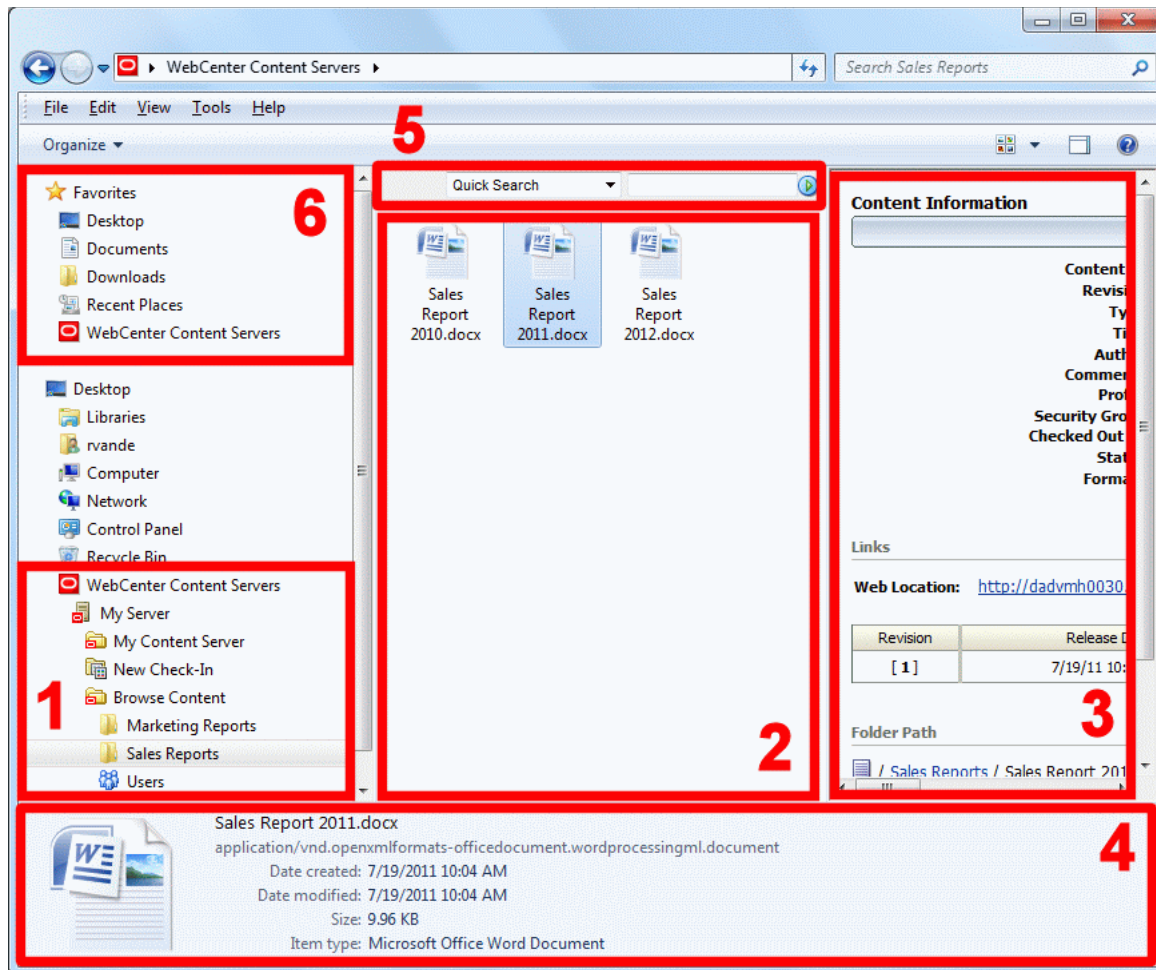 WebCenter Content Servers
Search Sales Reports
File Edit View Tools Help
5
Organize
6
Favorites
Desktop
Documents
Downloads
Recent Places
WebCenter Content Servers
Desktop
Libraries
rvande
Computer
Network
Control Panel
Recycle Bin
1
WebCenter Content Servers
My Server
My Content Server
New Check-In
Browse Content
Marketing Reports
Sales Reports
Users
Quick Search
2
Sales
Report
2010.docx
Sales
Report
2011.docx
Sales
Report
2012.docx
3
Content Information
Content
Revisi
Ty
Ti
Auth
Commen
Prof
Security Gro
Checked Out
Stat
Forma
Links
Web Location: http://dadvmh0030.
Revision Release D
[ 1 ] 7/19/11 10:
Folder Path
/ Sales Reports / Sales Report 201
4
Sales Report 2011.docx
application/vnd.openxmlformats-officedocument.wordprocessingml.document
Date created: 7/19/2011 10:04 AM
Date modified: 7/19/2011 10:04 AM
Size: 9.96 KB
Item type: Microsoft Office Word Document